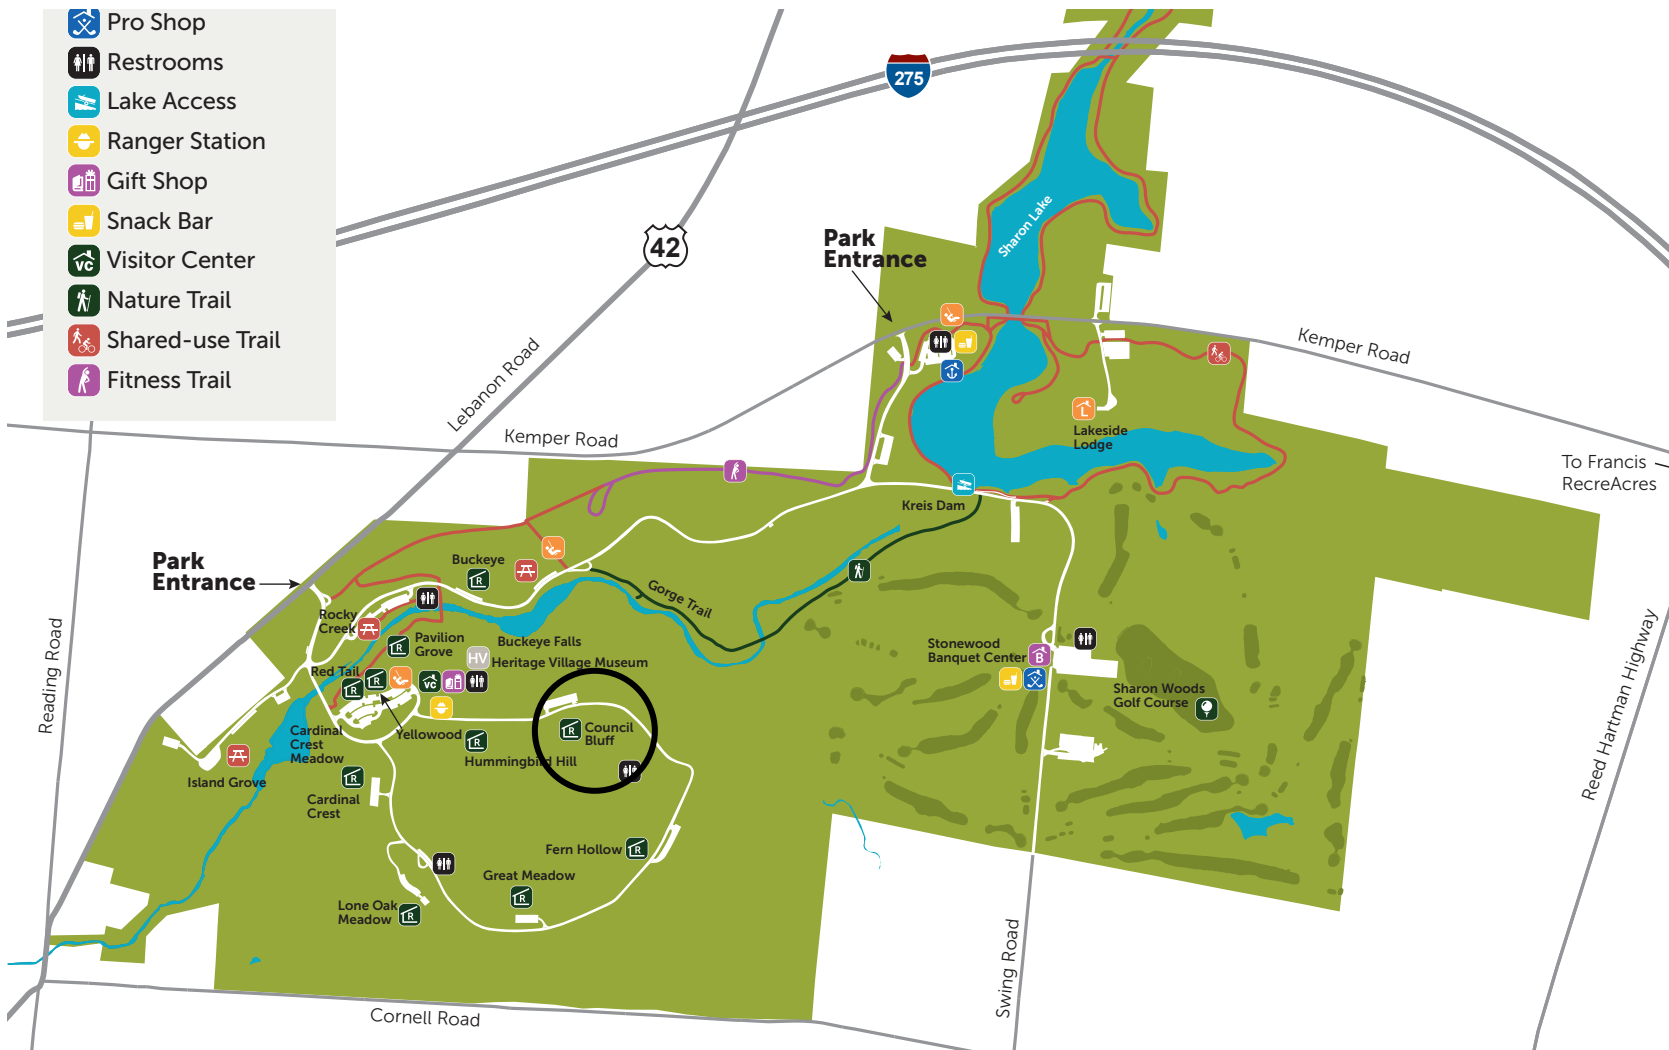 Pro Shop
Restrooms
Lake Access
Ranger Station
Gift Shop
Snack Bar
VC
Visitor Center
Nature Trail
Shared-use Trail
Fitness Trail
275
42
Lebanon Road
Kemper Road
Park
Entrance
Sharon Lake
Kemper Road
L
Lakeside
Lodge
To Francis
RecreAcres
Kreis Dam
Park
Entrance
Buckeye
R
Gorge Trail
Rocky
Creek
R
Pavilion
Grove
Buckeye Falls
HV
Heritage Village Museum
Red Tail
R
R
VC
Stonewood
Banquet Center
B
Sharon Woods
Golf Course
Reading Road
Cardinal
Crest
Meadow
Yellowood
R
Hummingbird Hill
R
Council
Bluff
Island Grove
R
Cardinal
Crest
Fern Hollow
R
Great Meadow
R
Lone Oak
Meadow
R
Swing Road
Reed Hartman Highway
Cornell Road